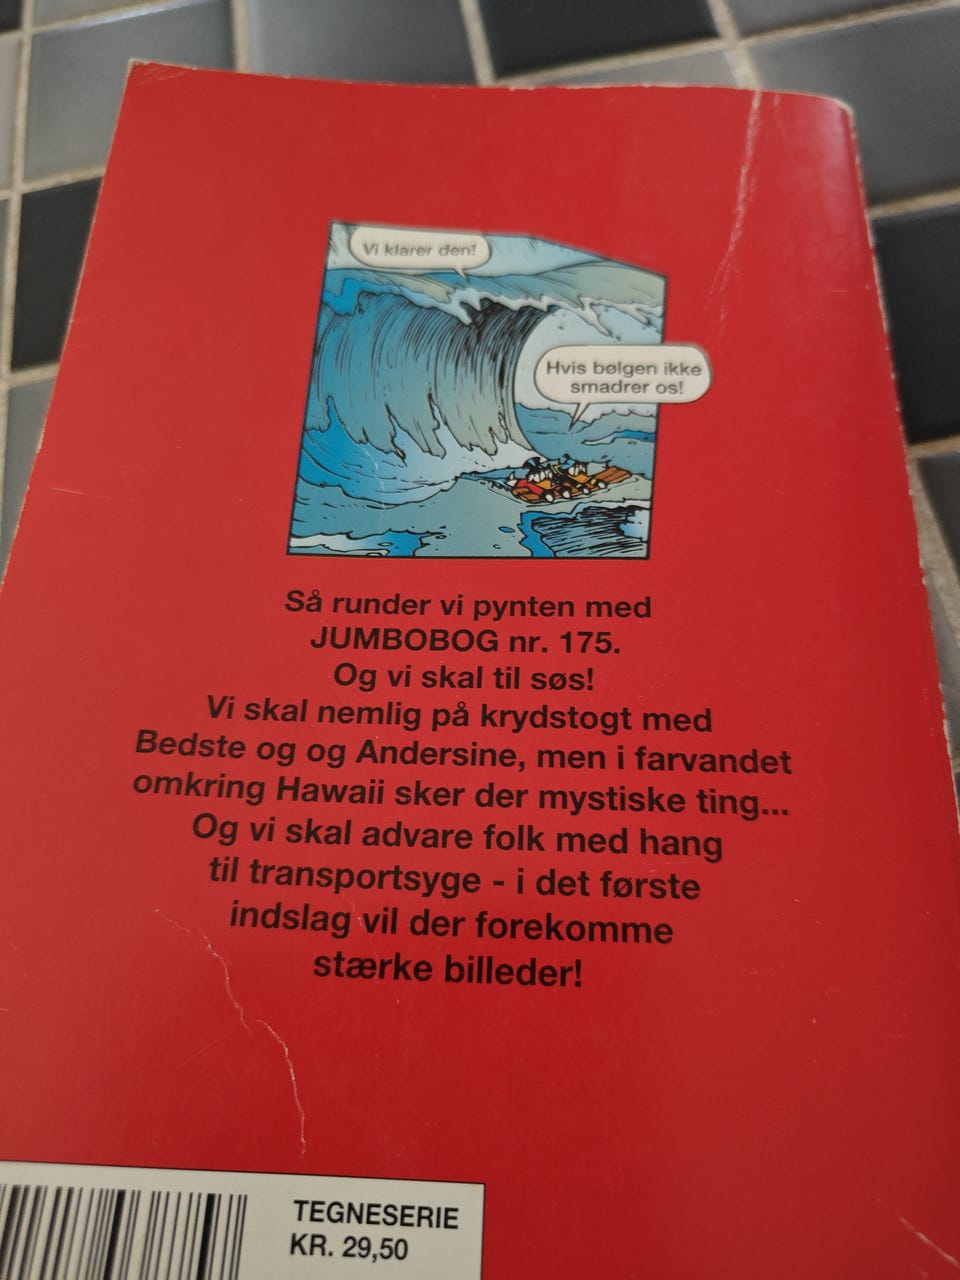 Vi klarer den!
Hvis bølgen ikke
smadrer os!
Så runder vi pynten med
JUMBOBOG nr. 175.
Og vi skal til søs!
Vi skal nemlig på krydstogt med
Bedste og og Andersine, men i farvandet
omkring Hawaii sker der mystiske ting...
Og vi skal advare folk med hang
til transportsyge - i det første
indslag vil der forekomme
stærke billeder!
TEGNESERIE
KR. 29,50